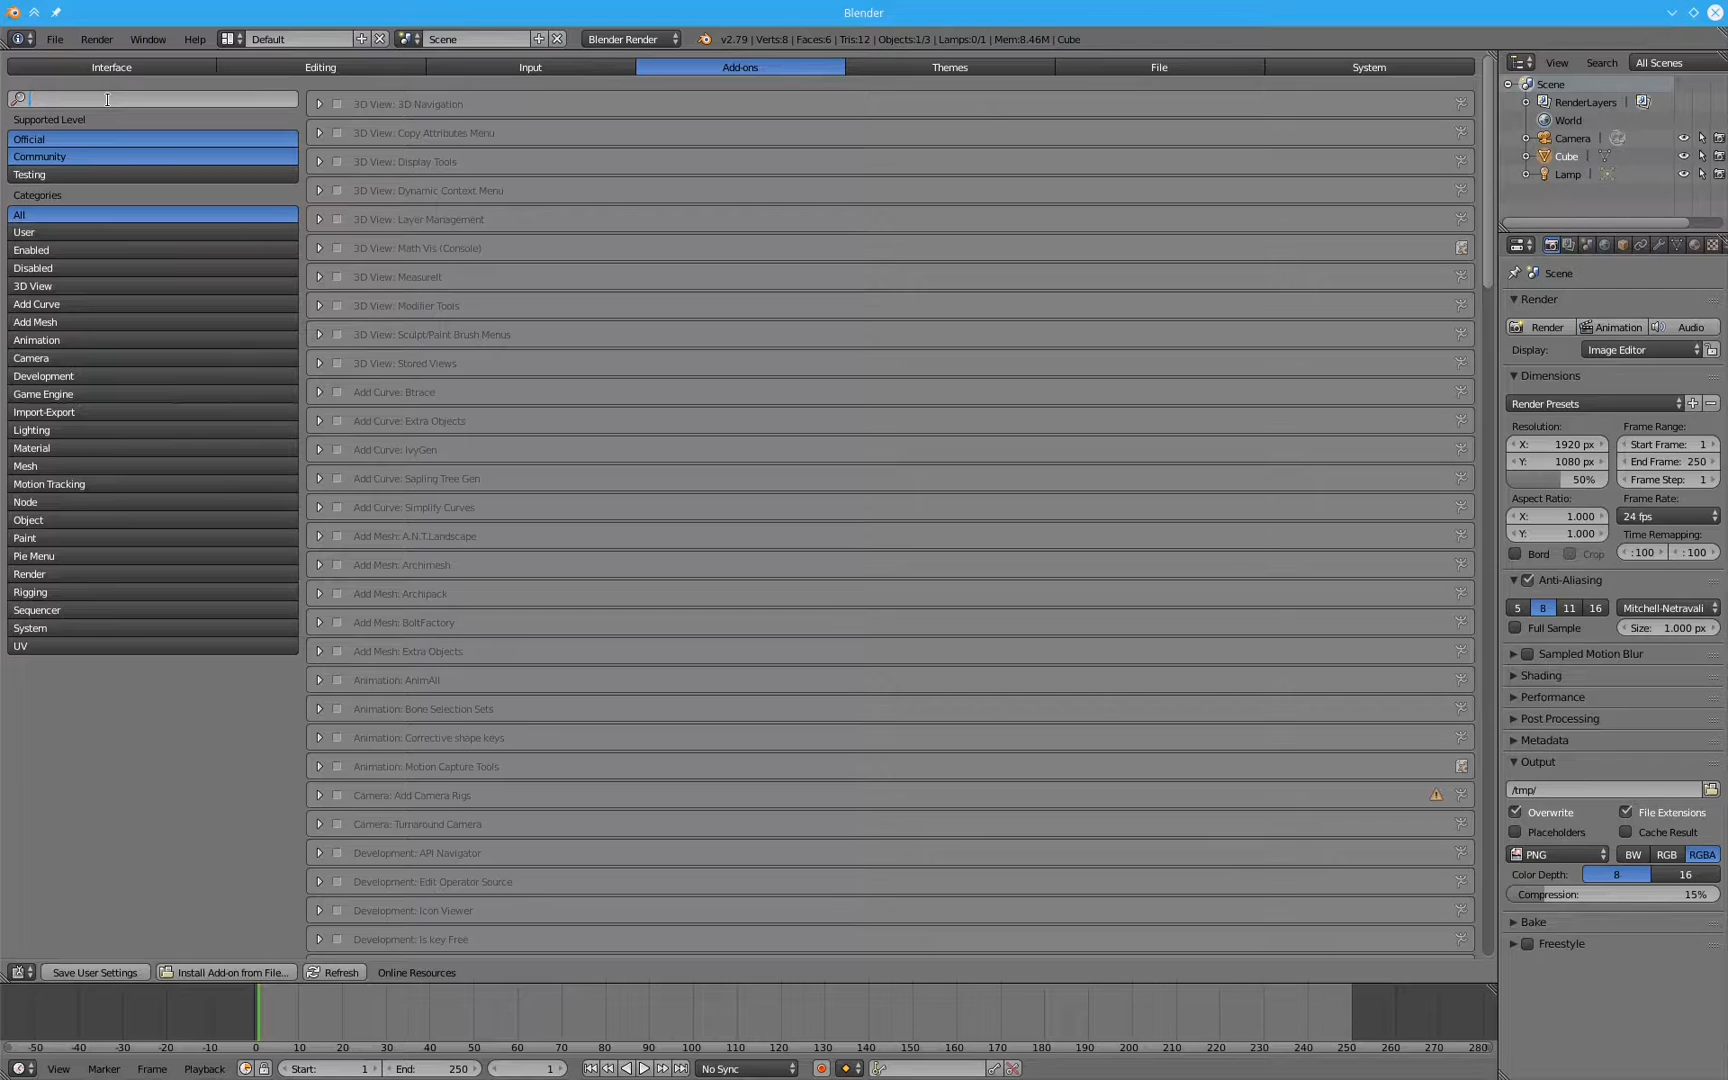 Blender
File Render Window Help Default Scene Blender Render v2.79 | Verts:8 | Faces:6 | Tris:12 | Objects:1/3 | Lamps:0/1 | Mem:8.46M | Cube
Interface Editing Input Add-ons Themes File System
Supported Level
Official
Community
Testing
Categories
All
User
Enabled
Disabled
3D View
Add Curve
Add Mesh
Animation
Camera
Development
Game Engine
Import-Export
Lighting
Material
Mesh
Motion Tracking
Node
Object
Paint
Pie Menu
Render
Rigging
Sequencer
System
UV
3D View: 3D Navigation
3D View: Copy Attributes Menu
3D View: Display Tools
3D View: Dynamic Context Menu
3D View: Layer Management
3D View: Math Vis (Console)
3D View: MeasureIt
3D View: Modifier Tools
3D View: Sculpt/Paint Brush Menus
3D View: Stored Views
Add Curve: Btrace
Add Curve: Extra Objects
Add Curve: IvyGen
Add Curve: Sapling Tree Gen
Add Curve: Simplify Curves
Add Mesh: A.N.T.Landscape
Add Mesh: Archimesh
Add Mesh: Archipack
Add Mesh: BoltFactory
Add Mesh: Extra Objects
Animation: AnimAll
Animation: Bone Selection Sets
Animation: Corrective shape keys
Animation: Motion Capture Tools
Camera: Add Camera Rigs
Camera: Turnaround Camera
Development: API Navigator
Development: Edit Operator Source
Development: Icon Viewer
Development: Is key Free
Save User Settings Install Add-on from File... Refresh Online Resources
View Search All Scenes
Scene
RenderLayers
World
Camera
Cube
Lamp
Scene
Render
Render Animation Audio
Display: Image Editor
Dimensions
Render Presets
Resolution: Frame Range:
X: 1920 px Start Frame: 1
Y: 1080 px End Frame: 250
50% Frame Step: 1
Aspect Ratio: Frame Rate:
X: 1.000 24 fps
Y: 1.000 Time Remapping:
Bord Crop :100 :100
Anti-Aliasing
5 8 11 16 Mitchell-Netravali
Full Sample Size: 1.000 px
Sampled Motion Blur
Shading
Performance
Post Processing
Metadata
Output
/tmp/
Overwrite File Extensions
Placeholders Cache Result
PNG BW RGB RGBA
Color Depth: 8 16
Compression: 15%
Bake
Freestyle
-50 -40 -30 -20 -10 0 10 20 30 40 50 60 70 80 90 100 110 120 130 140 150 160 170 180 190 200 210 220 230 240 250 260 270 280
View Marker Frame Playback Start: 1 End: 250 1 No Sync